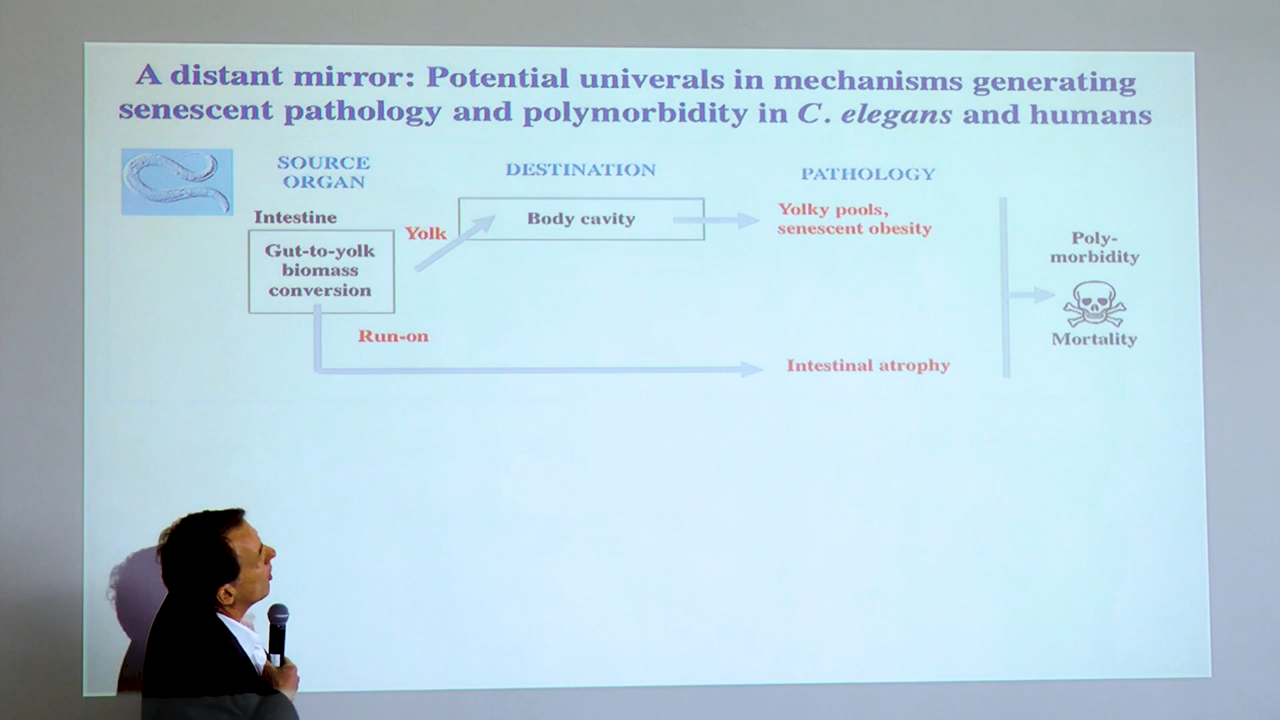 A distant mirror: Potential univerals in mechanisms generating
senescent pathology and polymorbidity in C. elegans and humans
SOURCE
ORGAN
DESTINATION
PATHOLOGY
Intestine
Gut-to-yolk
biomass
conversion
Yolk
Body cavity
Yolky pools,
senescent obesity
Run-on
Intestinal atrophy
Poly-
morbidity
Mortality